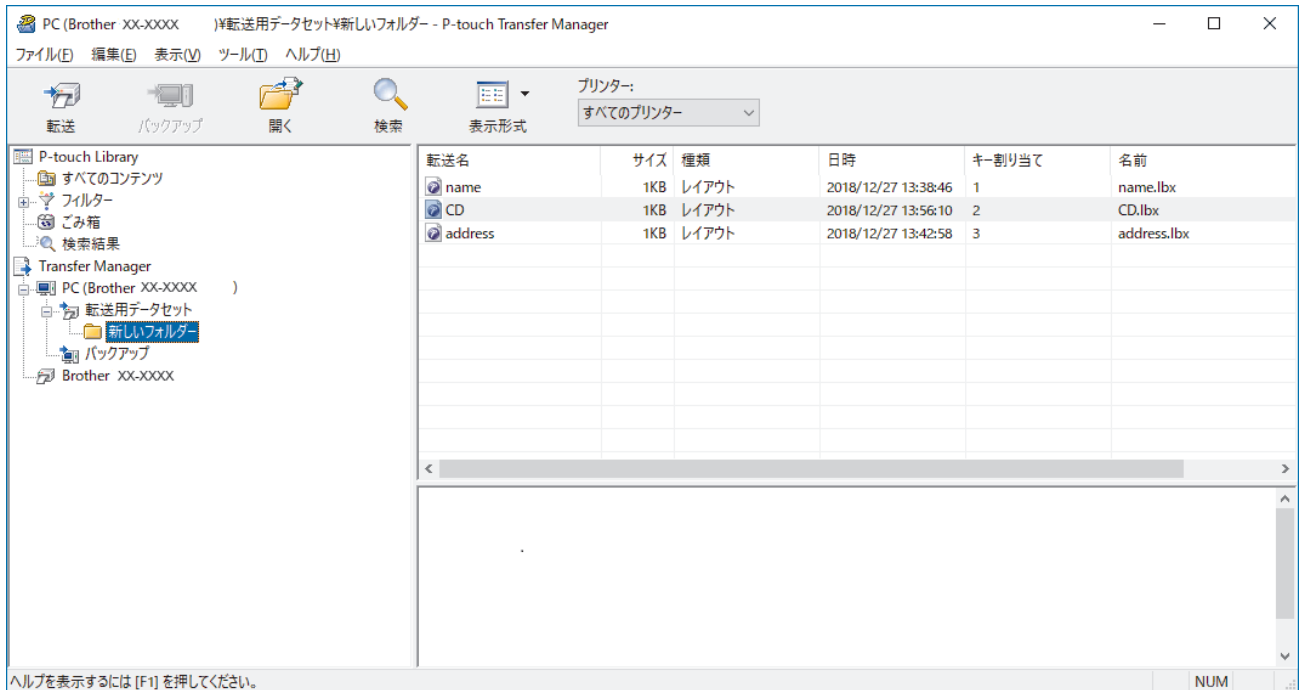 PC (Brother XX-XXXX )¥転送用データセット¥新しいフォルダー - P-touch Transfer Manager
ファイル(F) 編集(E) 表示(V) ツール(T) ヘルプ(H)
転送 バックアップ 開く 検索 表示形式
プリンター:
すべてのプリンター
P-touch Library
すべてのコンテンツ
フィルター
ごみ箱
検索結果
Transfer Manager
PC (Brother XX-XXXX )
転送用データセット
新しいフォルダー
バックアップ
Brother XX-XXXX
転送名 サイズ 種類 日時 キー割り当て 名前
name 1KB レイアウト 2018/12/27 13:38:46 1 name.lbx
CD 1KB レイアウト 2018/12/27 13:56:10 2 CD.lbx
address 1KB レイアウト 2018/12/27 13:42:58 3 address.lbx
ヘルプを表示するには [F1] を押してください。
NUM